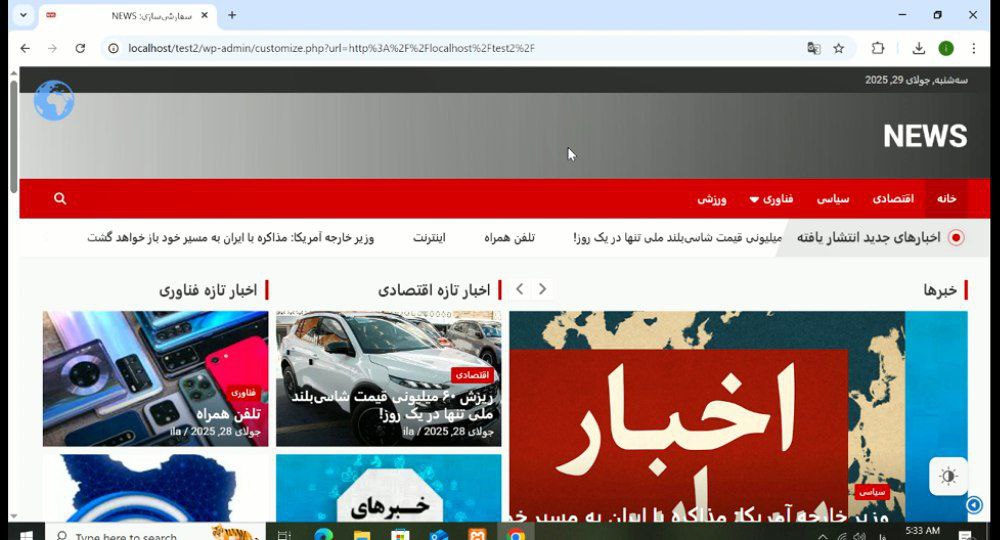 سفارشی‌سازی: NEWS
localhost/test2/wp-admin/customize.php?url=http%3A%2F%2Flocalhost%2Ftest2%2F
سه‌شنبه, جولای 29, 2025
NEWS
خانه اقتصادی سیاسی فناوری ورزشی
اخبارهای جدید انتشار یافته
میلیونی قیمت شاسی‌بلند ملی تنها در یک روز! تلفن همراه اینترنت وزیر خارجه آمریکا: مذاکره با ایران به مسیر خود باز خواهد گشت
خبرها
اخبار تازه اقتصادی
اخبار تازه فناوری
اخبار
سیاسی
وزیر خارجه آمریکا: مذاکره با ایران به مسیر خود
اقتصادی
ریزش ۶۰ میلیونی قیمت شاسی‌بلند
ملی تنها در یک روز!
جولای 28, 2025 / ila
فناوری
تلفن همراه
جولای 28, 2025 / ila
خبرهای
Type here to search
5:33 AM